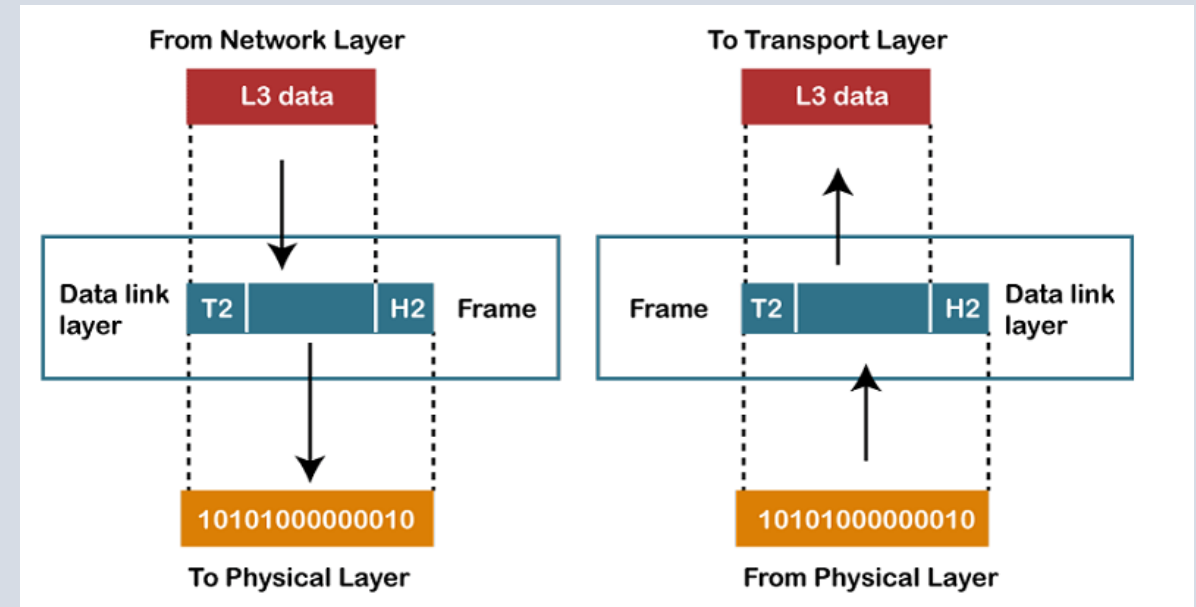 From Network Layer
L3 data
Data link
layer
T2
H2
Frame
10101000000010
To Physical Layer
To Transport Layer
L3 data
Frame
T2
H2
Data link
layer
10101000000010
From Physical Layer